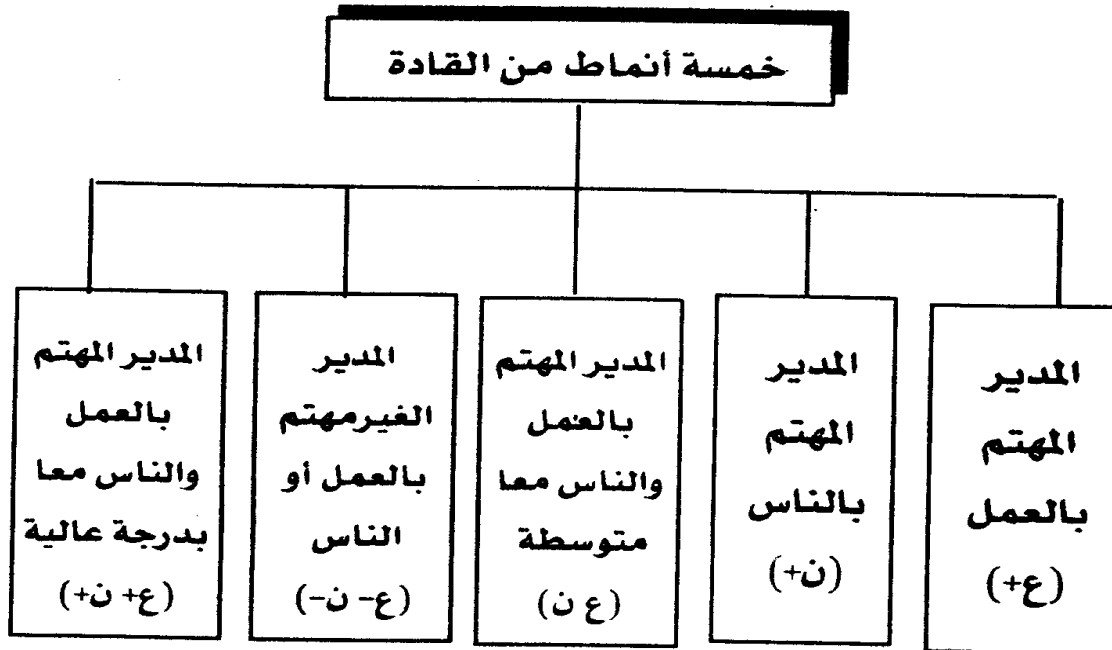 خمسة أنماط من القادة
المدير
المهتم
بالعمل
(ع+)
المدير
المهتم
بالناس
(ن+)
المدير المهتم
بالعمل
والناس معا
متوسطة
(ع ن)
المدير
الغيرمهتم
بالعمل أو
الناس
(ع- ن-)
المدير المهتم
بالعمل
والناس معا
بدرجة عالية
(ع+ ن+)